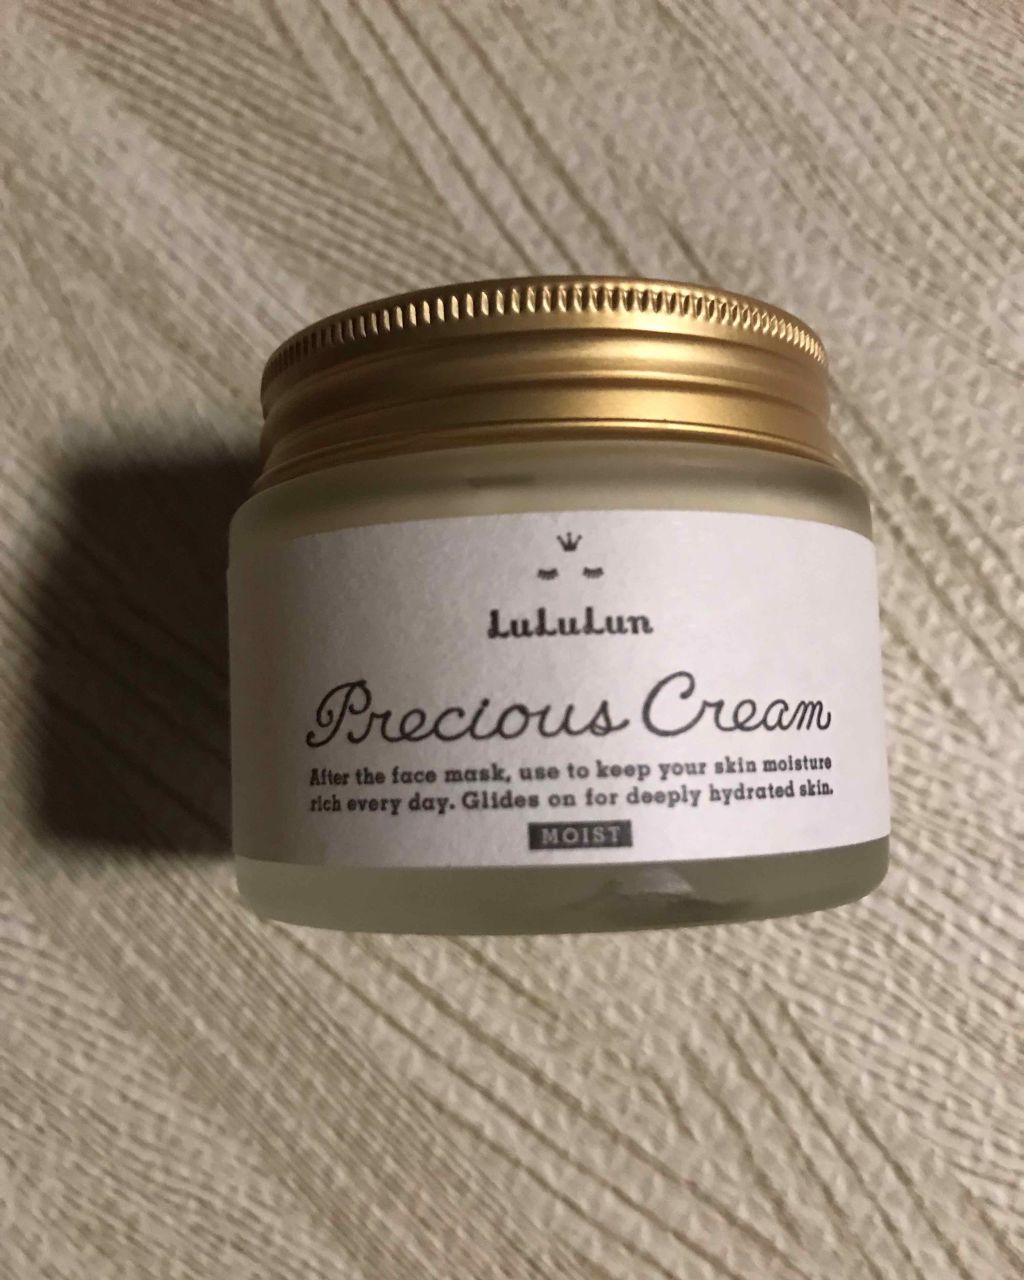 LuLuLun
Precious Cream
After the face mask, use to keep your skin moisture
rich every day. Glides on for deeply hydrated skin.
MOIST